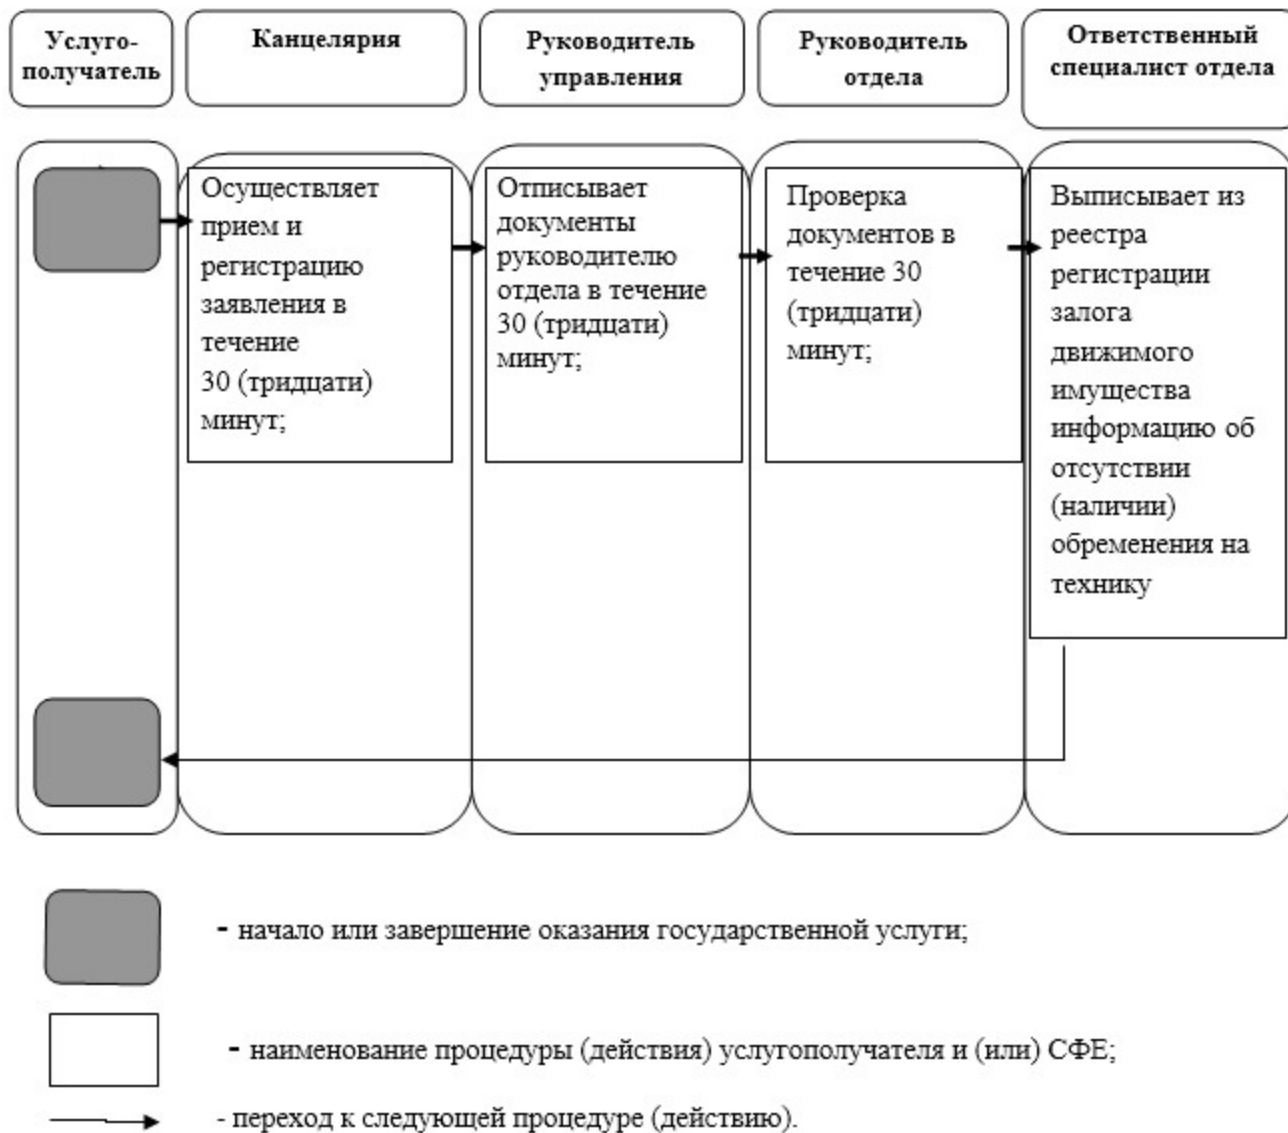 Услуго-
получатель
Канцелярия
Руководитель
управления
Руководитель
отдела
Ответственный
специалист отдела
Осуществляет
прием и
регистрацию
заявления в
течение
30 (тридцати)
минут;
Отписывает
документы
руководителю
отдела в течение
30 (тридцати)
минут;
Проверка
документов в
течение 30
(тридцати)
минут;
Выписывает из
реестра
регистрации
залога
движимого
имущества
информацию об
отсутствии
(наличии)
обременения на
технику
- начало или завершение оказания государственной услуги;
- наименование процедуры (действия) услугополучателя и (или) СФЕ;
- переход к следующей процедуре (действию).